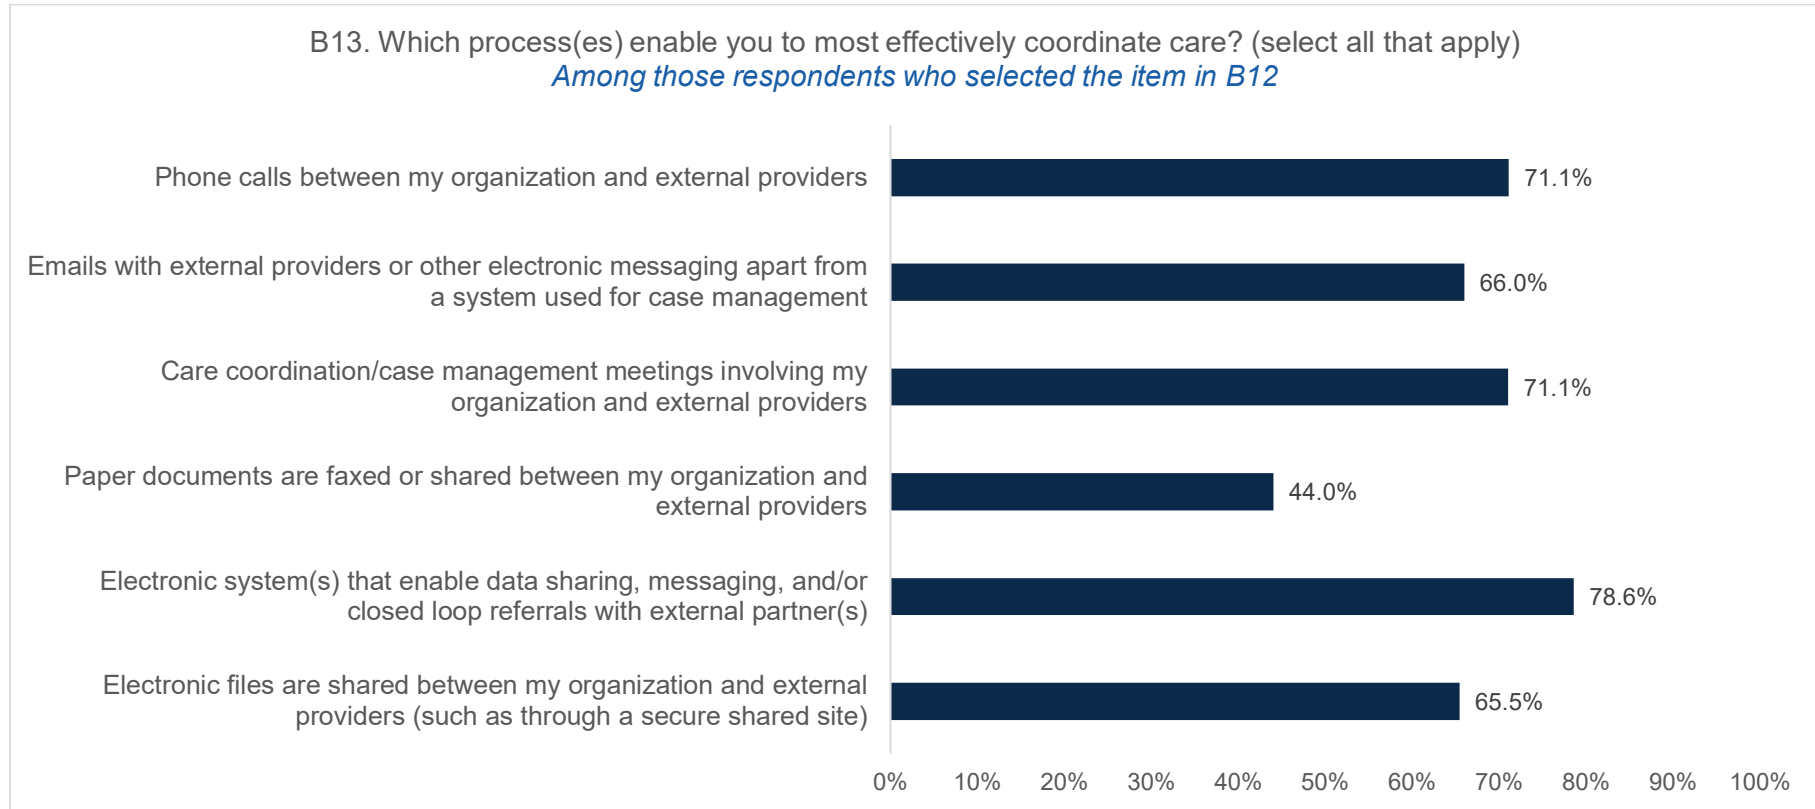 B13. Which process(es) enable you to most effectively coordinate care? (select all that apply)
Among those respondents who selected the item in B12
Phone calls between my organization and external providers
71.1%
Emails with external providers or other electronic messaging apart from
a system used for case management
66.0%
Care coordination/case management meetings involving my
organization and external providers
71.1%
Paper documents are faxed or shared between my organization and
external providers
44.0%
Electronic system(s) that enable data sharing, messaging, and/or
closed loop referrals with external partner(s)
78.6%
Electronic files are shared between my organization and external
providers (such as through a secure shared site)
65.5%
0% 10% 20% 30% 40% 50% 60% 70% 80% 90% 100%